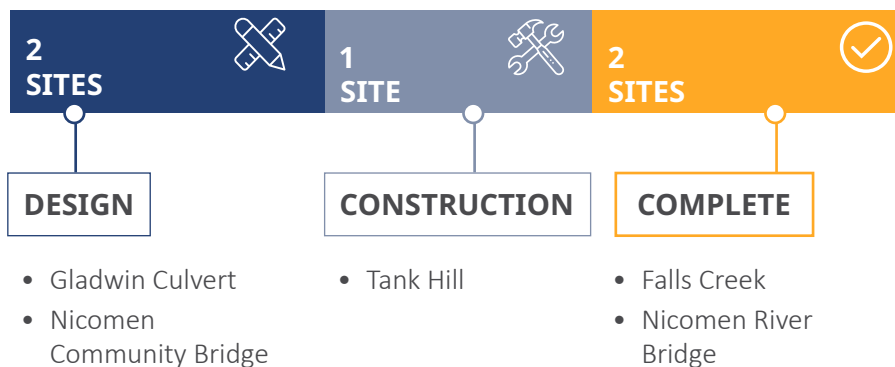 2
SITES
DESIGN
• Gladwin Culvert
• Nicomen
Community Bridge
1
SITE
CONSTRUCTION
• Tank Hill
2
SITES
COMPLETE
• Falls Creek
• Nicomen River
Bridge